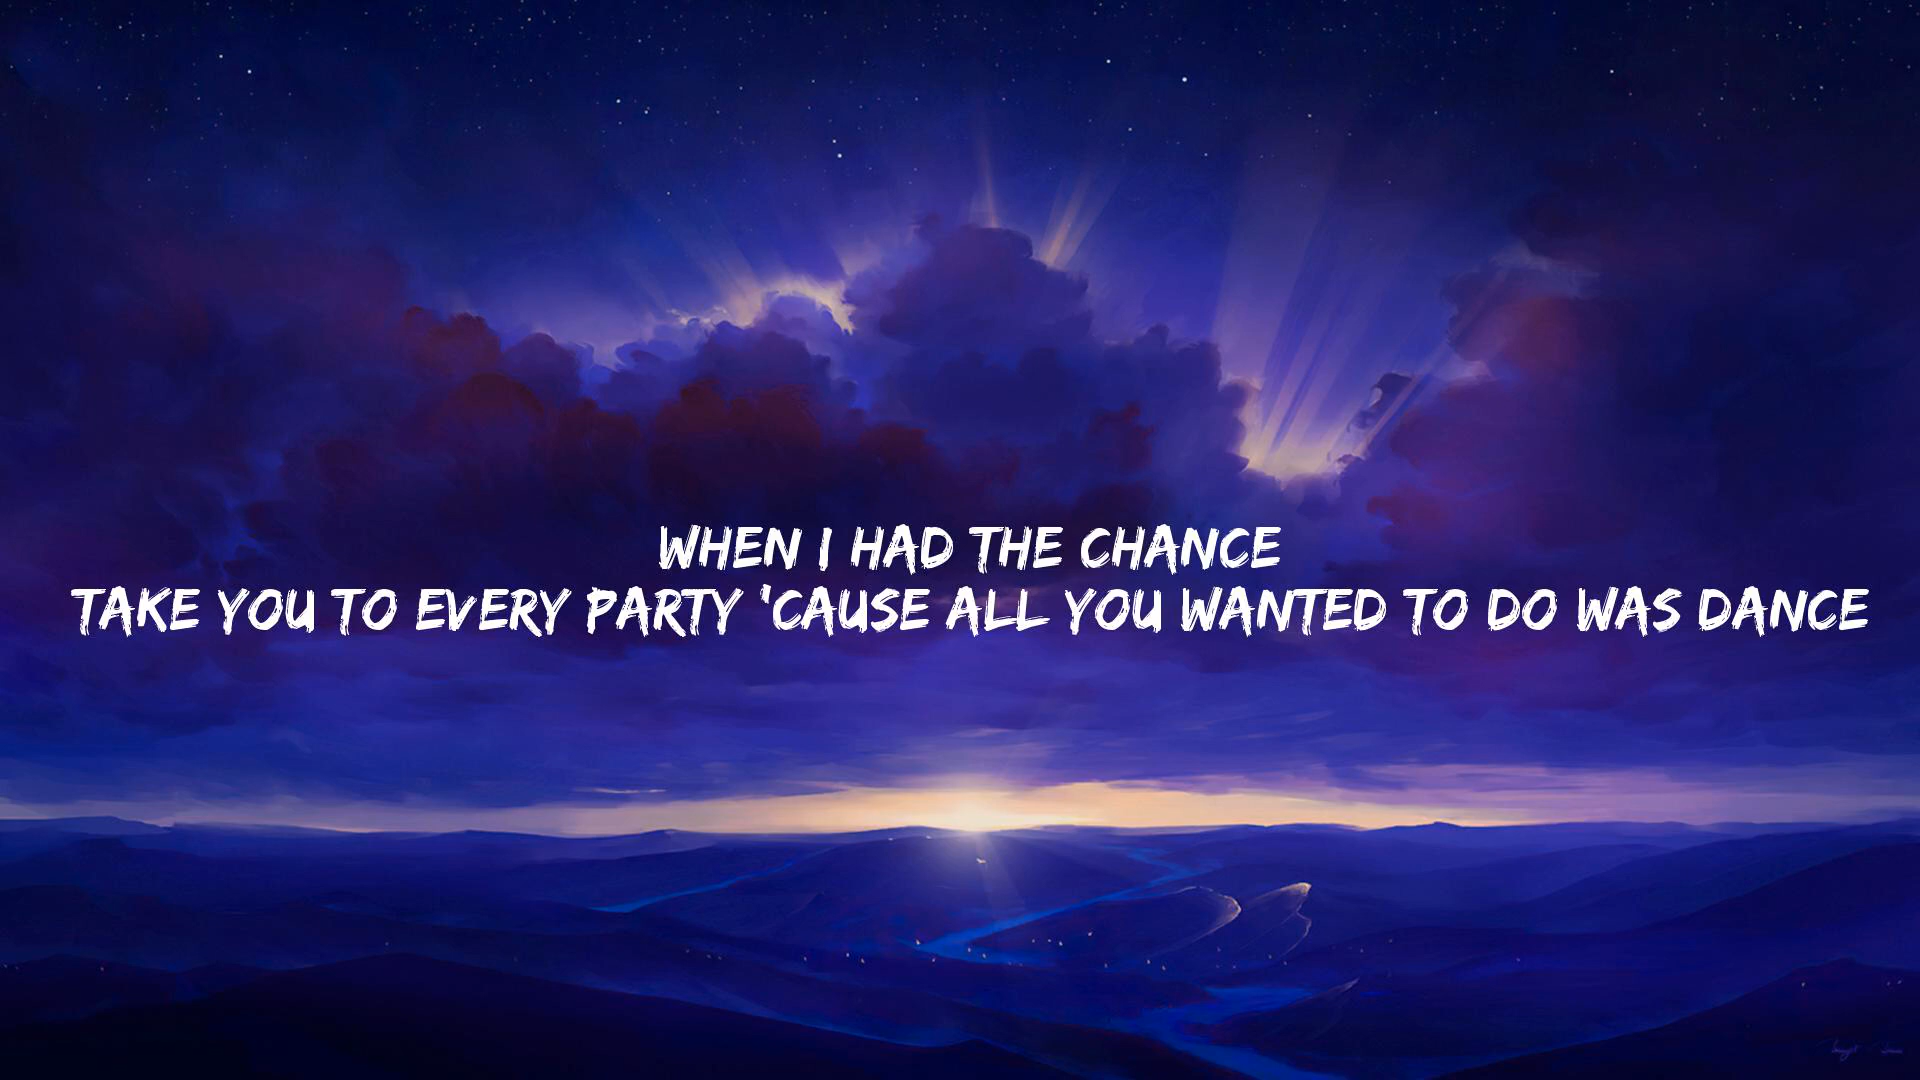 WHEN I HAD THE CHANCE
TAKE YOU TO EVERY PARTY 'CAUSE ALL YOU WANTED TO DO WAS DANCE